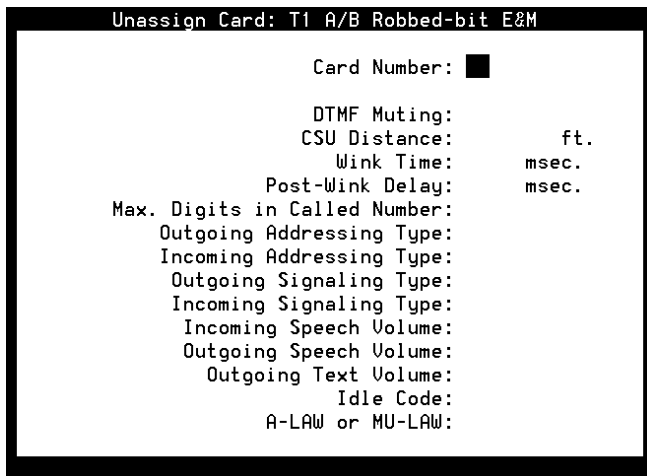 Unassign Card: T1 A/B Robbed-bit E&M
Card Number:
DTMF Muting:
CSU Distance: ft.
Wink Time: msec.
Post-Wink Delay: msec.
Max. Digits in Called Number:
Outgoing Addressing Type:
Incoming Addressing Type:
Outgoing Signaling Type:
Incoming Signaling Type:
Incoming Speech Volume:
Outgoing Speech Volume:
Outgoing Text Volume:
Idle Code:
A-LAW or MU-LAW: